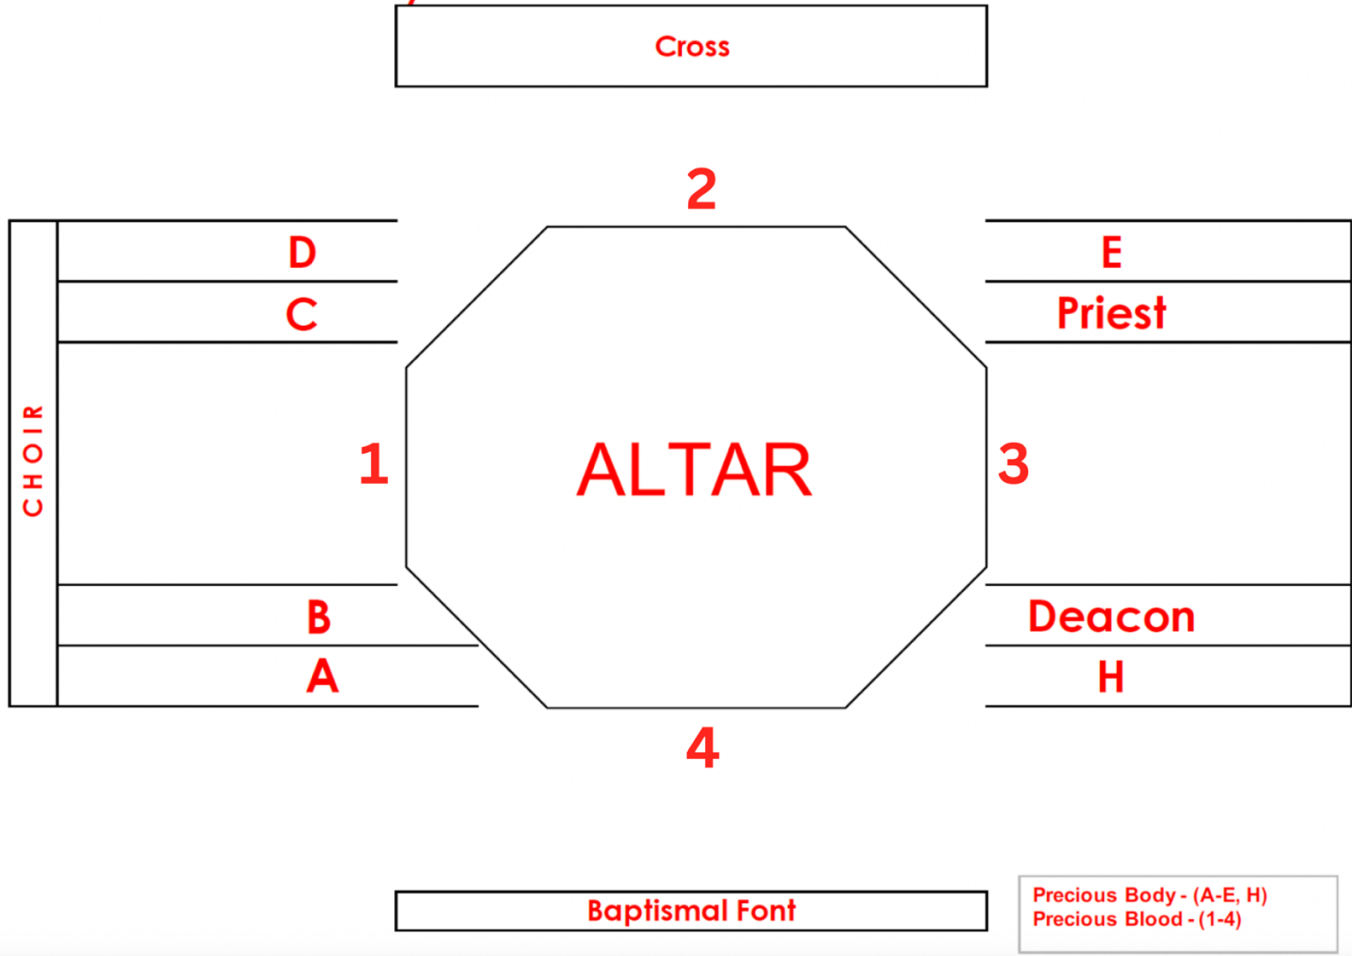 Cross
2
D
E
C
Priest
CHOIR
1
ALTAR
3
B
Deacon
A
H
4
Baptismal Font
Precious Body - (A-E, H)
Precious Blood - (1-4)